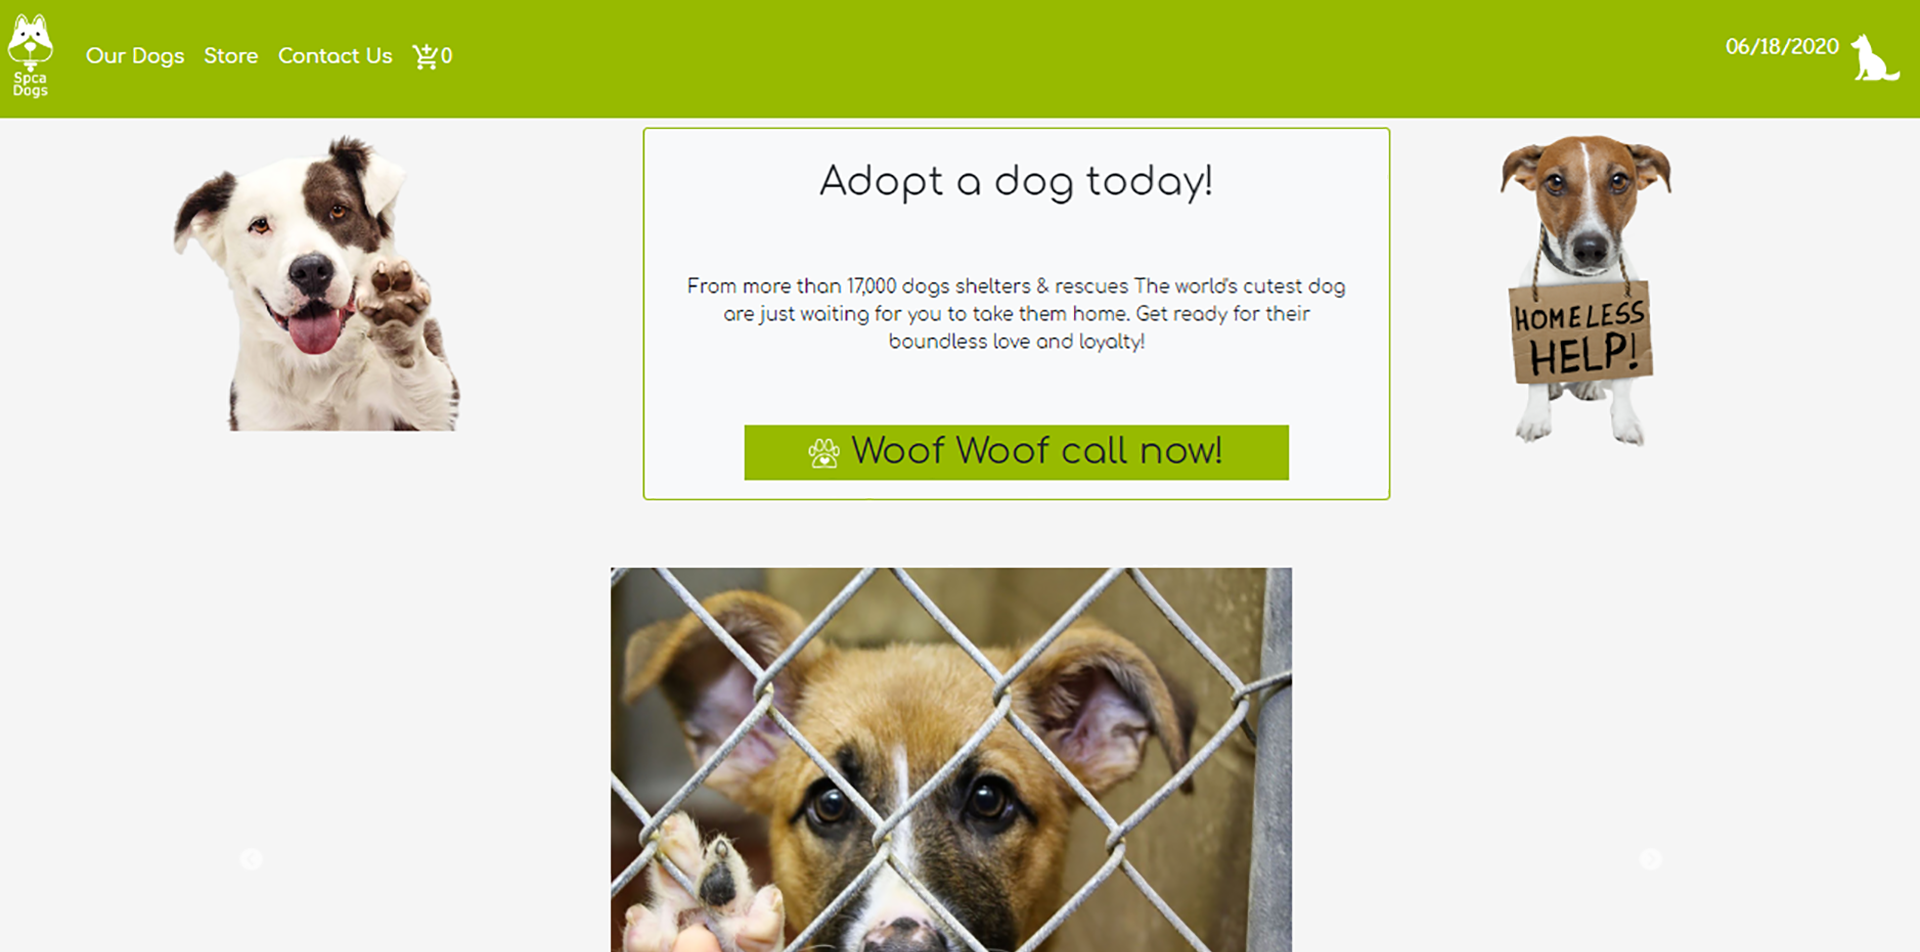 Spca
Dogs
Our Dogs Store Contact Us 0
06/18/2020
Adopt a dog today!
From more than 17,000 dogs shelters & rescues The world's cutest dog
are just waiting for you to take them home. Get ready for their
boundless love and loyalty!
Woof Woof call now!
HOMELESS
HELP!